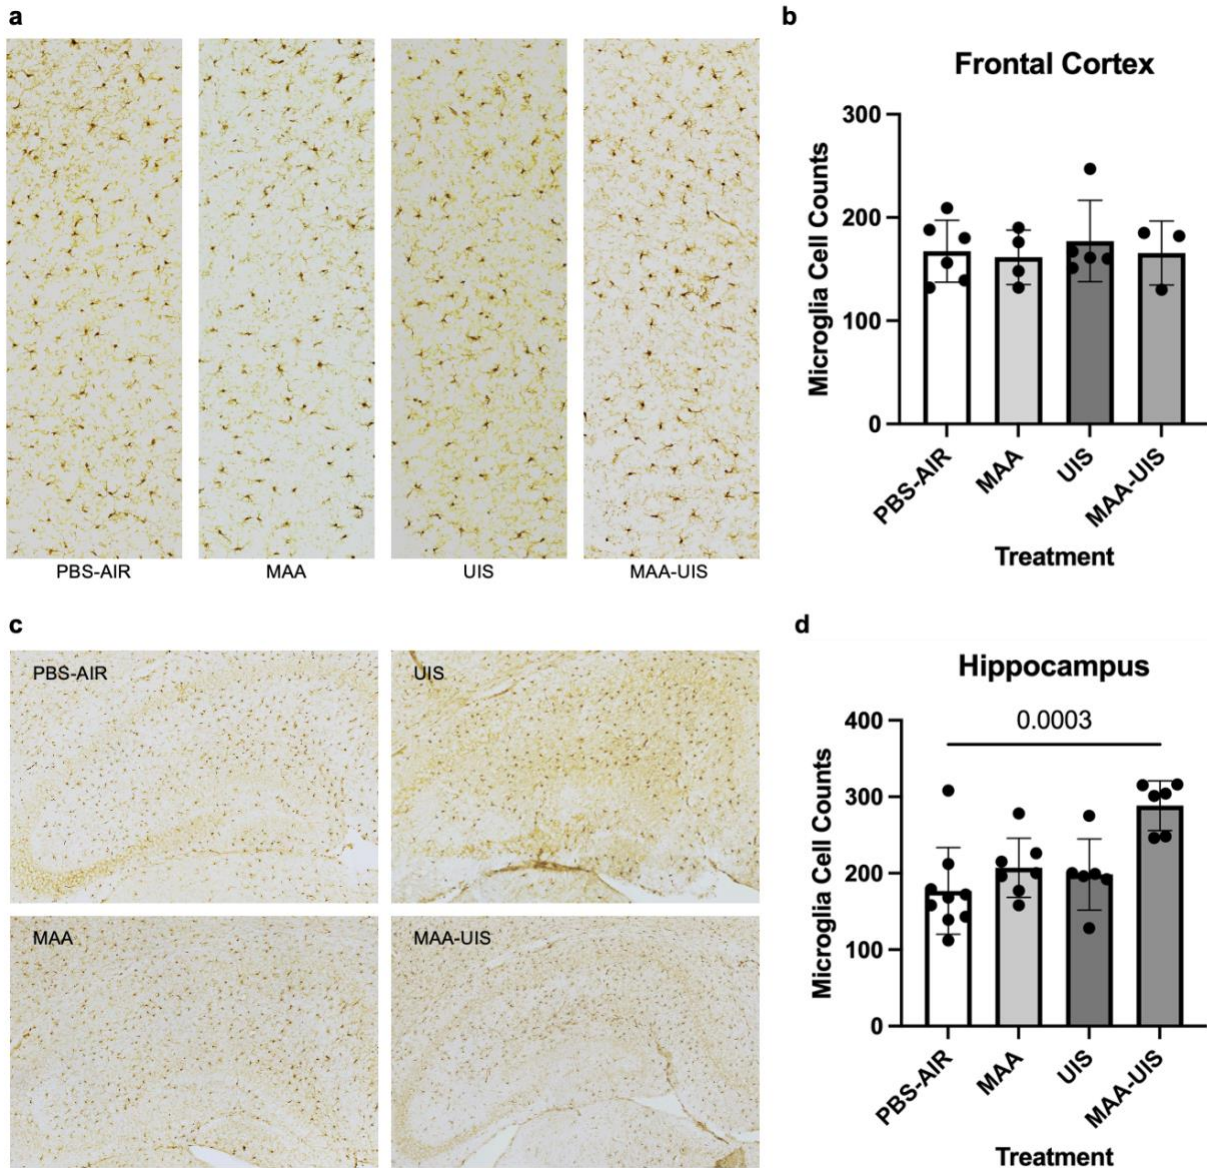 a
PBS-AIR
MAA
UIS
MAA-UIS
b
Frontal Cortex
Microglia Cell Counts
300
200
100
0
PBS-AIR
MAA
UIS
MAA-UIS
Treatment
c
PBS-AIR
UIS
MAA
MAA-UIS
d
Hippocampus
0.0003
Microglia Cell Counts
400
300
200
100
0
PBS-AIR
MAA
UIS
MAA-UIS
Treatment